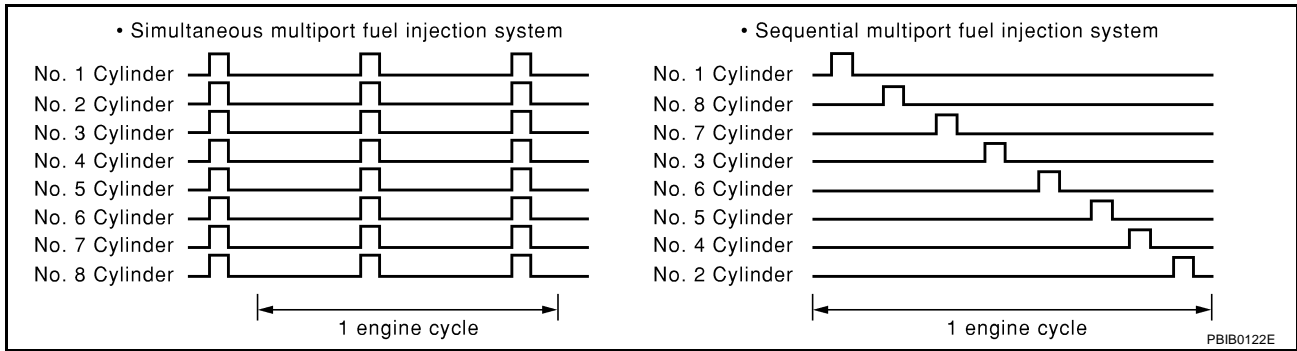 • Simultaneous multiport fuel injection system
No. 1 Cylinder
No. 2 Cylinder
No. 3 Cylinder
No. 4 Cylinder
No. 5 Cylinder
No. 6 Cylinder
No. 7 Cylinder
No. 8 Cylinder
1 engine cycle
• Sequential multiport fuel injection system
No. 1 Cylinder
No. 8 Cylinder
No. 7 Cylinder
No. 3 Cylinder
No. 6 Cylinder
No. 5 Cylinder
No. 4 Cylinder
No. 2 Cylinder
1 engine cycle
PBIB0122E